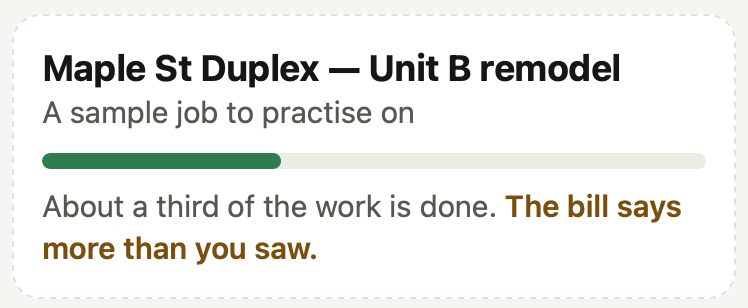 Maple St Duplex — Unit B remodel
A sample job to practise on
About a third of the work is done. The bill says
more than you saw.